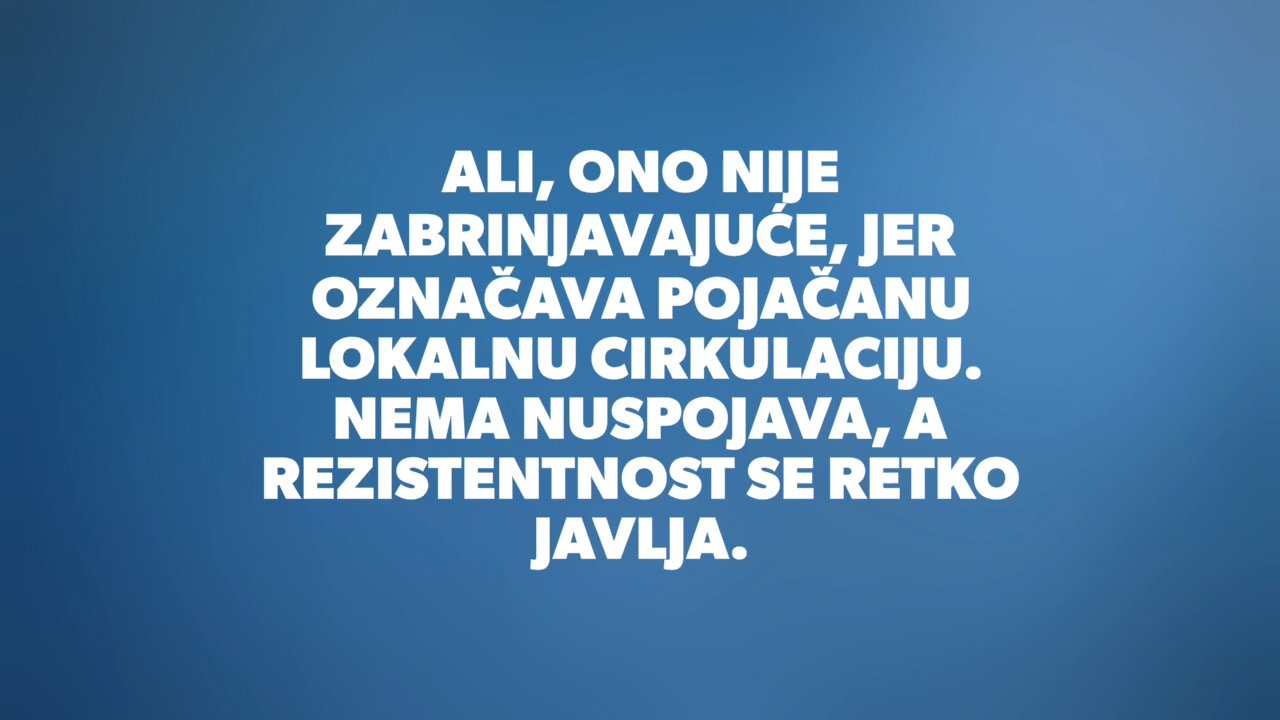 ALI, ONO NIJE
ZABRINJAVAJUĆE, JER
OZNAČAVA POJAČANU
LOKALNU CIRKULACIJU.
NEMA NUSPOJAVA, A
REZISTENTNOST SE RETKO
JAVLJA.